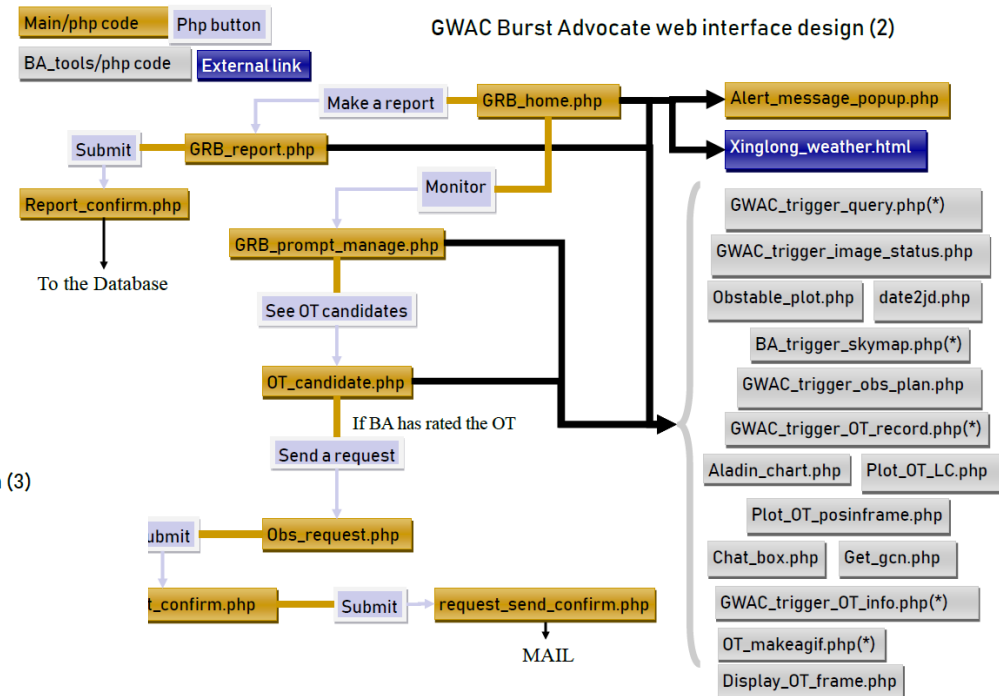 Main/php code
Php button
GWAC Burst Advocate web interface design (2)
BA_tools/php code
External link
Make a report
GRB_home.php
Alert_message_popup.php
Submit
GRB_report.php
Xinglong_weather.html
Monitor
Report_confirm.php
GWAC_trigger_query.php(*)
GRB_prompt_manage.php
GWAC_trigger_image_status.php
To the Database
See OT candidates
Obstable_plot.php
date2jd.php
BA_trigger_skymap.php(*)
OT_candidate.php
GWAC_trigger_obs_plan.php
If BA has rated the OT
GWAC_trigger_OT_record.php(*)
Send a request
Aladin_chart.php
Plot_OT_LC.php
(3)
Plot_OT_posinframe.php
ubmit
Obs_request.php
Chat_box.php
Get_gcn.php
t_confirm.php
Submit
request_send_confirm.php
GWAC_trigger_OT_info.php(*)
MAIL
OT_makeagif.php(*)
Display_OT_frame.php